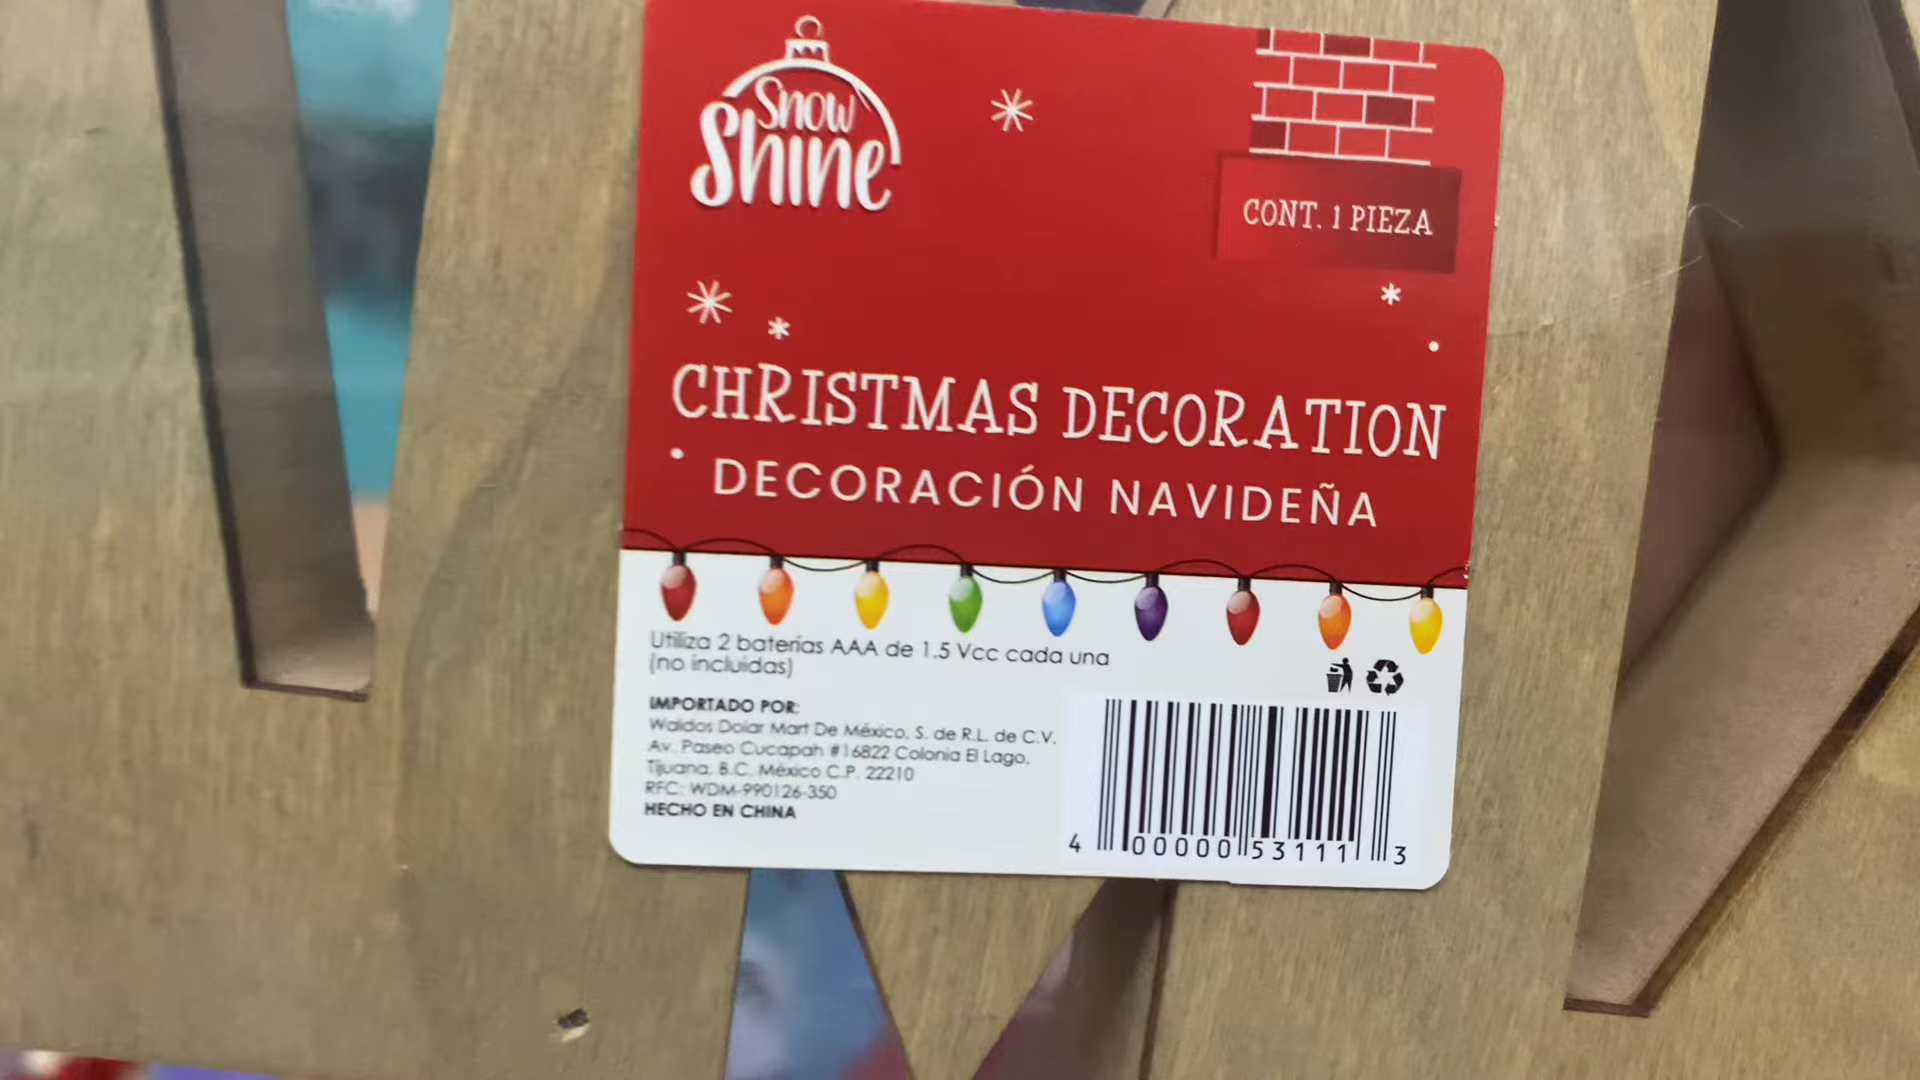 Snow
Shine
CONT. 1 PIEZA
CHRISTMAS DECORATION
DECORACIÓN NAVIDEÑA
Utiliza 2 baterías AAA de 1.5 Vcc cada una
(no incluidas)
IMPORTADO POR:
Waldos Dolar Mart De México, S. de R.L. de C.V.
Av. Paseo Cucapah #16822 Colonia El Lago,
Tijuana, B.C. México C.P. 22210
RFC: WDM-990126-350
HECHO EN CHINA
4 00000 53111 3